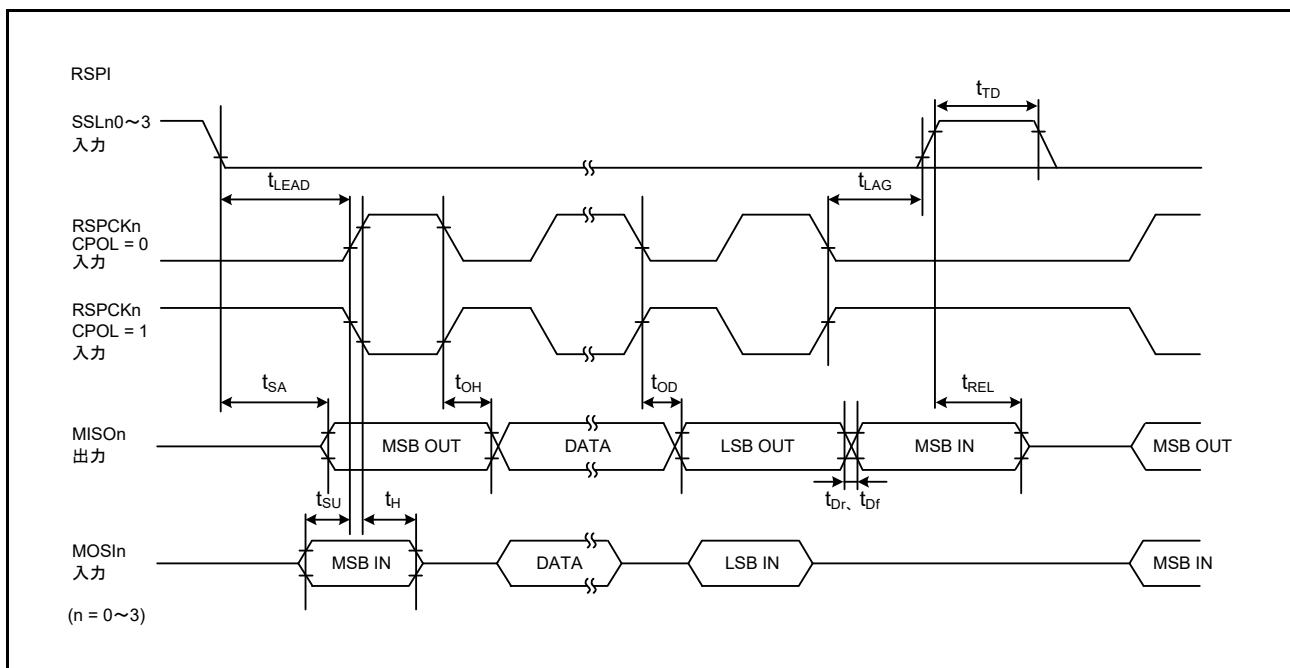 RSPI
SSLn0～3
入力
tTD
tLEAD
tLAG
RSPCKn
CPOL = 0
入力
RSPCKn
CPOL = 1
入力
tSA
tOH
tOD
tREL
MISOn
出力
MSB OUT
DATA
LSB OUT
MSB IN
MSB OUT
tSU
tH
tDr、tDf
MOSIn
入力
MSB IN
DATA
LSB IN
MSB IN
(n = 0～3)